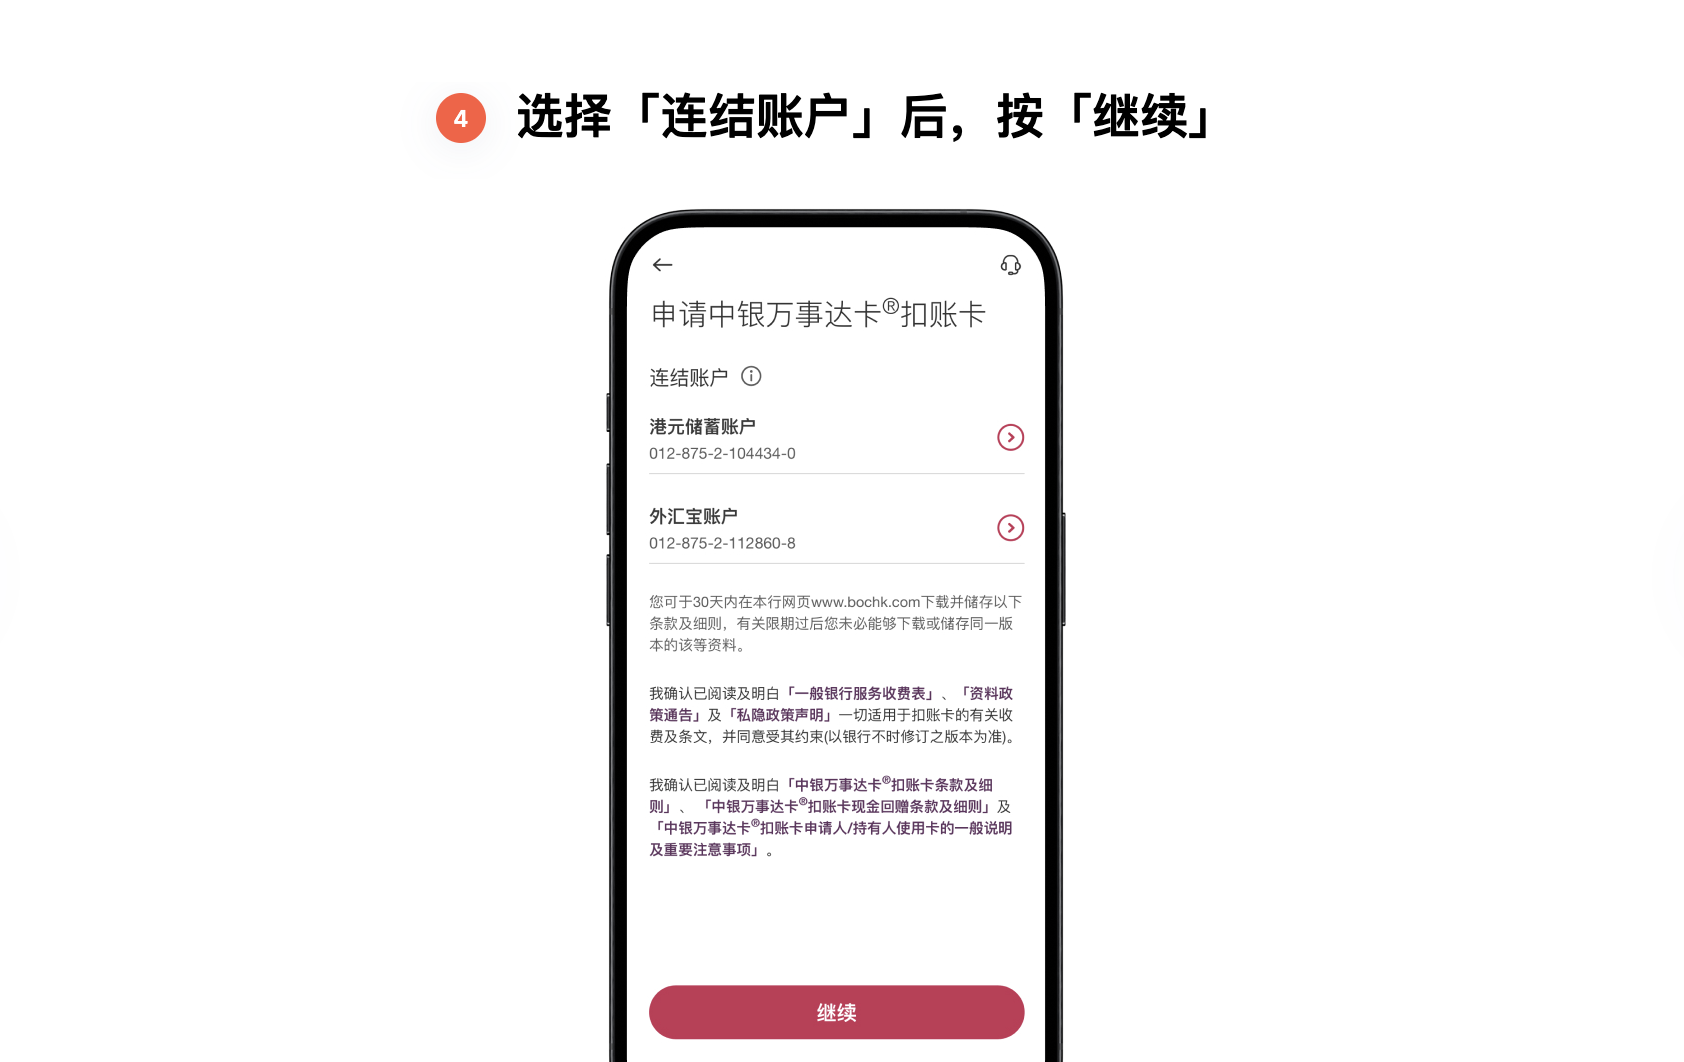 4 选择「连结账户」后，按「继续」
申请中银万事达卡®扣账卡
连结账户
港元储蓄账户
012-875-2-104434-0
外汇宝账户
012-875-2-112860-8
您可于30天内在本行网页www.bochk.com下载并储存以下
条款及细则，有关限期过后您未必能够下载或储存同一版
本的该等资料。
我确认已阅读及明白「一般银行服务收费表」、「资料政
策通告」及「私隐政策声明」一切适用于扣账卡的有关收
费及条文，并同意受其约束(以银行不时修订之版本为准)。
我确认已阅读及明白「中银万事达卡®扣账卡条款及细
则」、「中银万事达卡®扣账卡现金回赠条款及细则」及
「中银万事达卡®扣账卡申请人/持有人使用卡的一般说明
及重要注意事项」。
继续